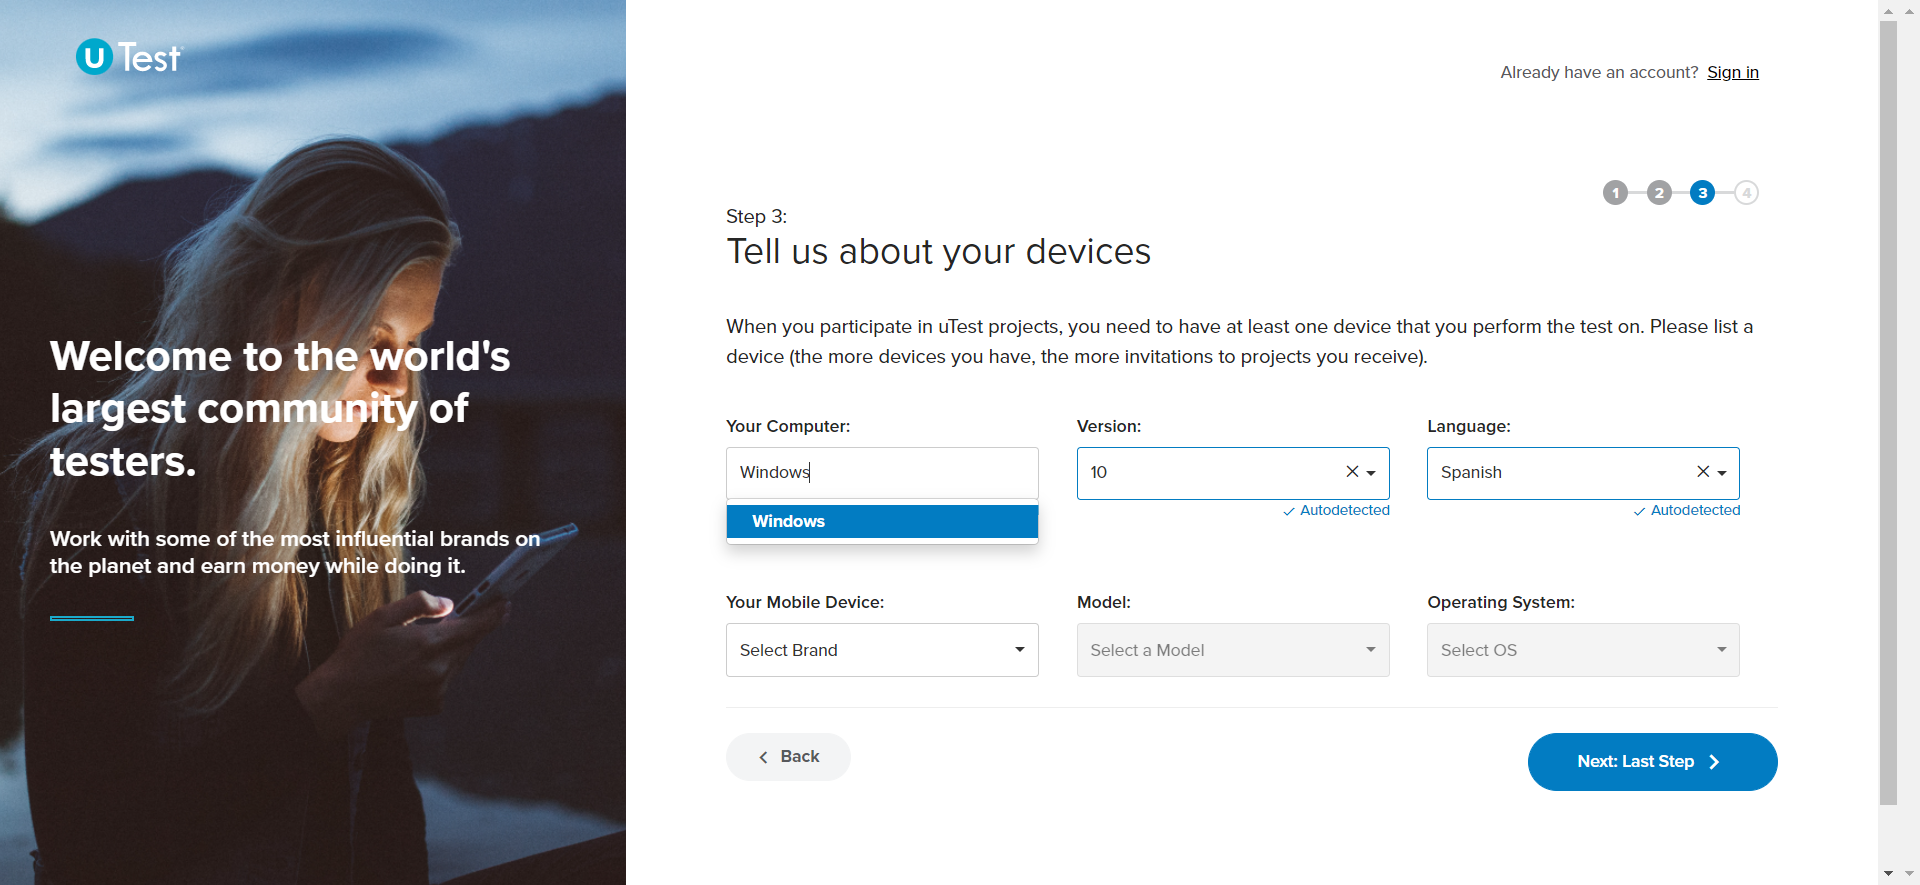 u Test
Already have an account? Sign in
1 2 3 4
Step 3:
Tell us about your devices
When you participate in uTest projects, you need to have at least one device that you perform the test on. Please list a
device (the more devices you have, the more invitations to projects you receive).
Welcome to the world's
largest community of
testers.
Work with some of the most influential brands on
the planet and earn money while doing it.
Your Computer: Version: Language:
Windows 10 Spanish
Autodetected Autodetected
Windows
Your Mobile Device: Model: Operating System:
Select Brand Select a Model Select OS
Back Next: Last Step